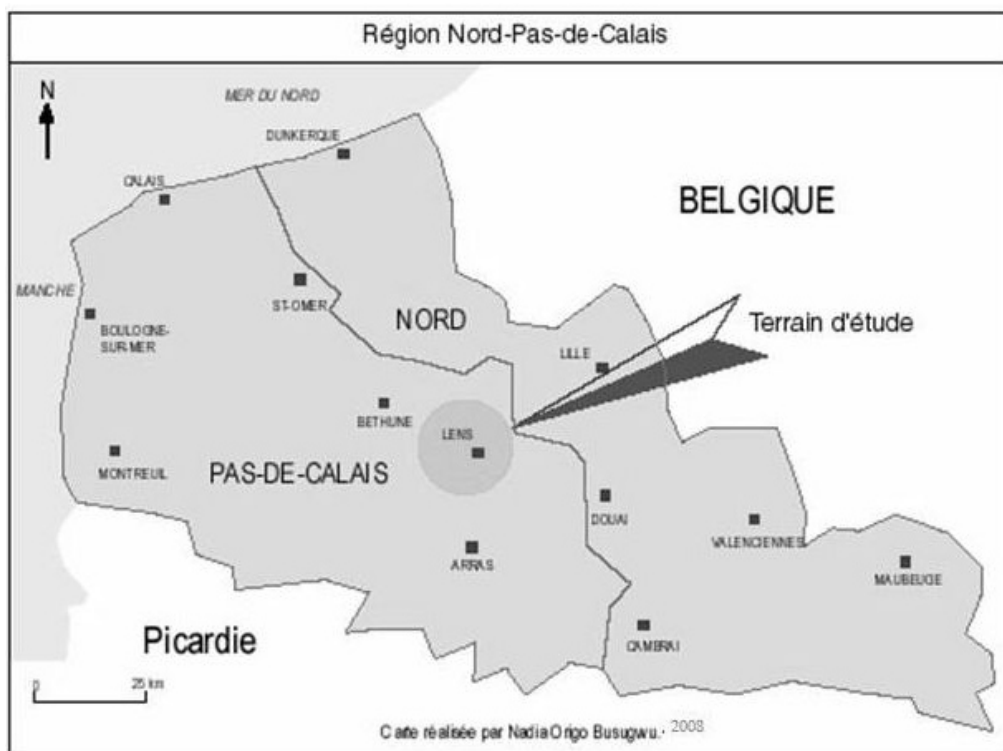 Région Nord-Pas-de-Calais
N
MER DU NORD
DUNKERQUE
CALAIS
BELGIQUE
MANCHE
ST-OMER
BOULOGNE-
SUR-MER
NORD
Terrain d'étude
LILLE
BETHUNE
LENS
MONTREUIL
PAS-DE-CALAIS
DOUAI
VALENCIENNES
ARRAS
MAUBEUGE
Picardie
CAMBRAI
0 25 km
Carte réalisée par Nadia Origo Busugwu. 2008